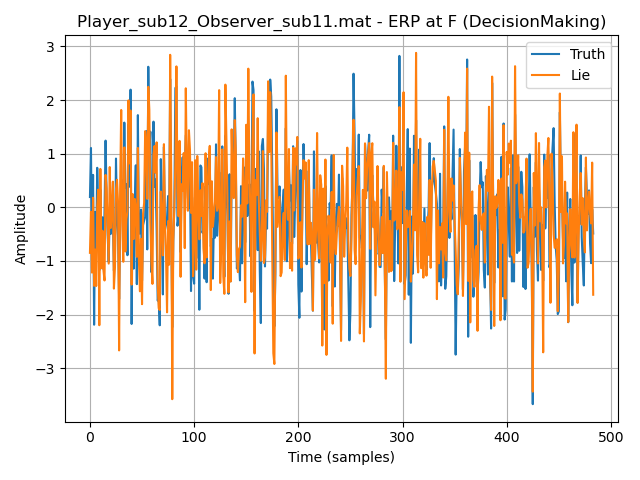 Player_sub12_Observer_sub11.mat - ERP at F (DecisionMaking)
Truth
Lie
3
2
1
0
−1
−2
−3
Amplitude
0
100
200
300
400
500
Time (samples)